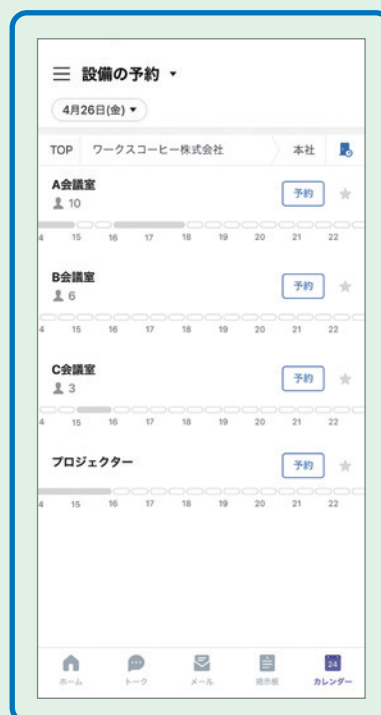 設備の予約
4月26日(金)
TOP ワークスコーヒー株式会社 本社
A会議室
10
予約
4 15 16 17 18 19 20 21 22
B会議室
6
予約
4 15 16 17 18 19 20 21 22
C会議室
3
予約
4 15 16 17 18 19 20 21 22
プロジェクター
予約
4 15 16 17 18 19 20 21 22
24
ホーム トーク メール 掲示板 カレンダー